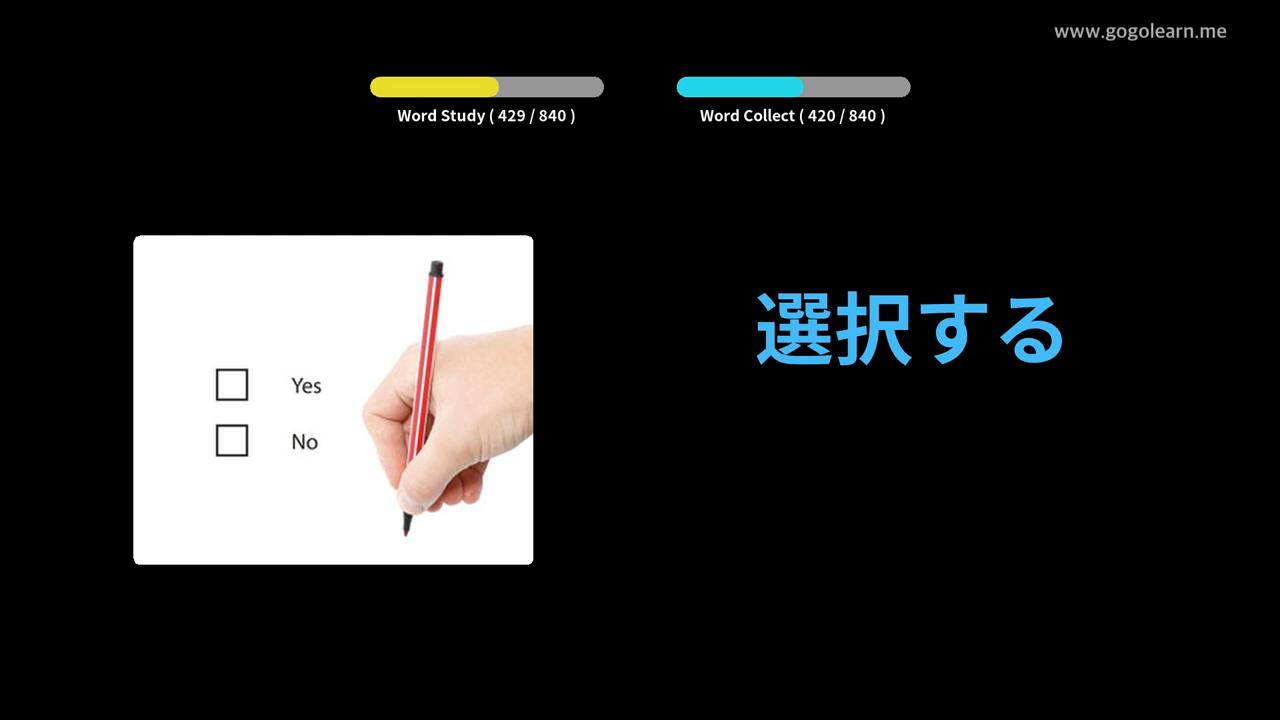 www.gogolearn.me
Word Study ( 429 / 840 )
Word Collect ( 420 / 840 )
Yes
No
選択する